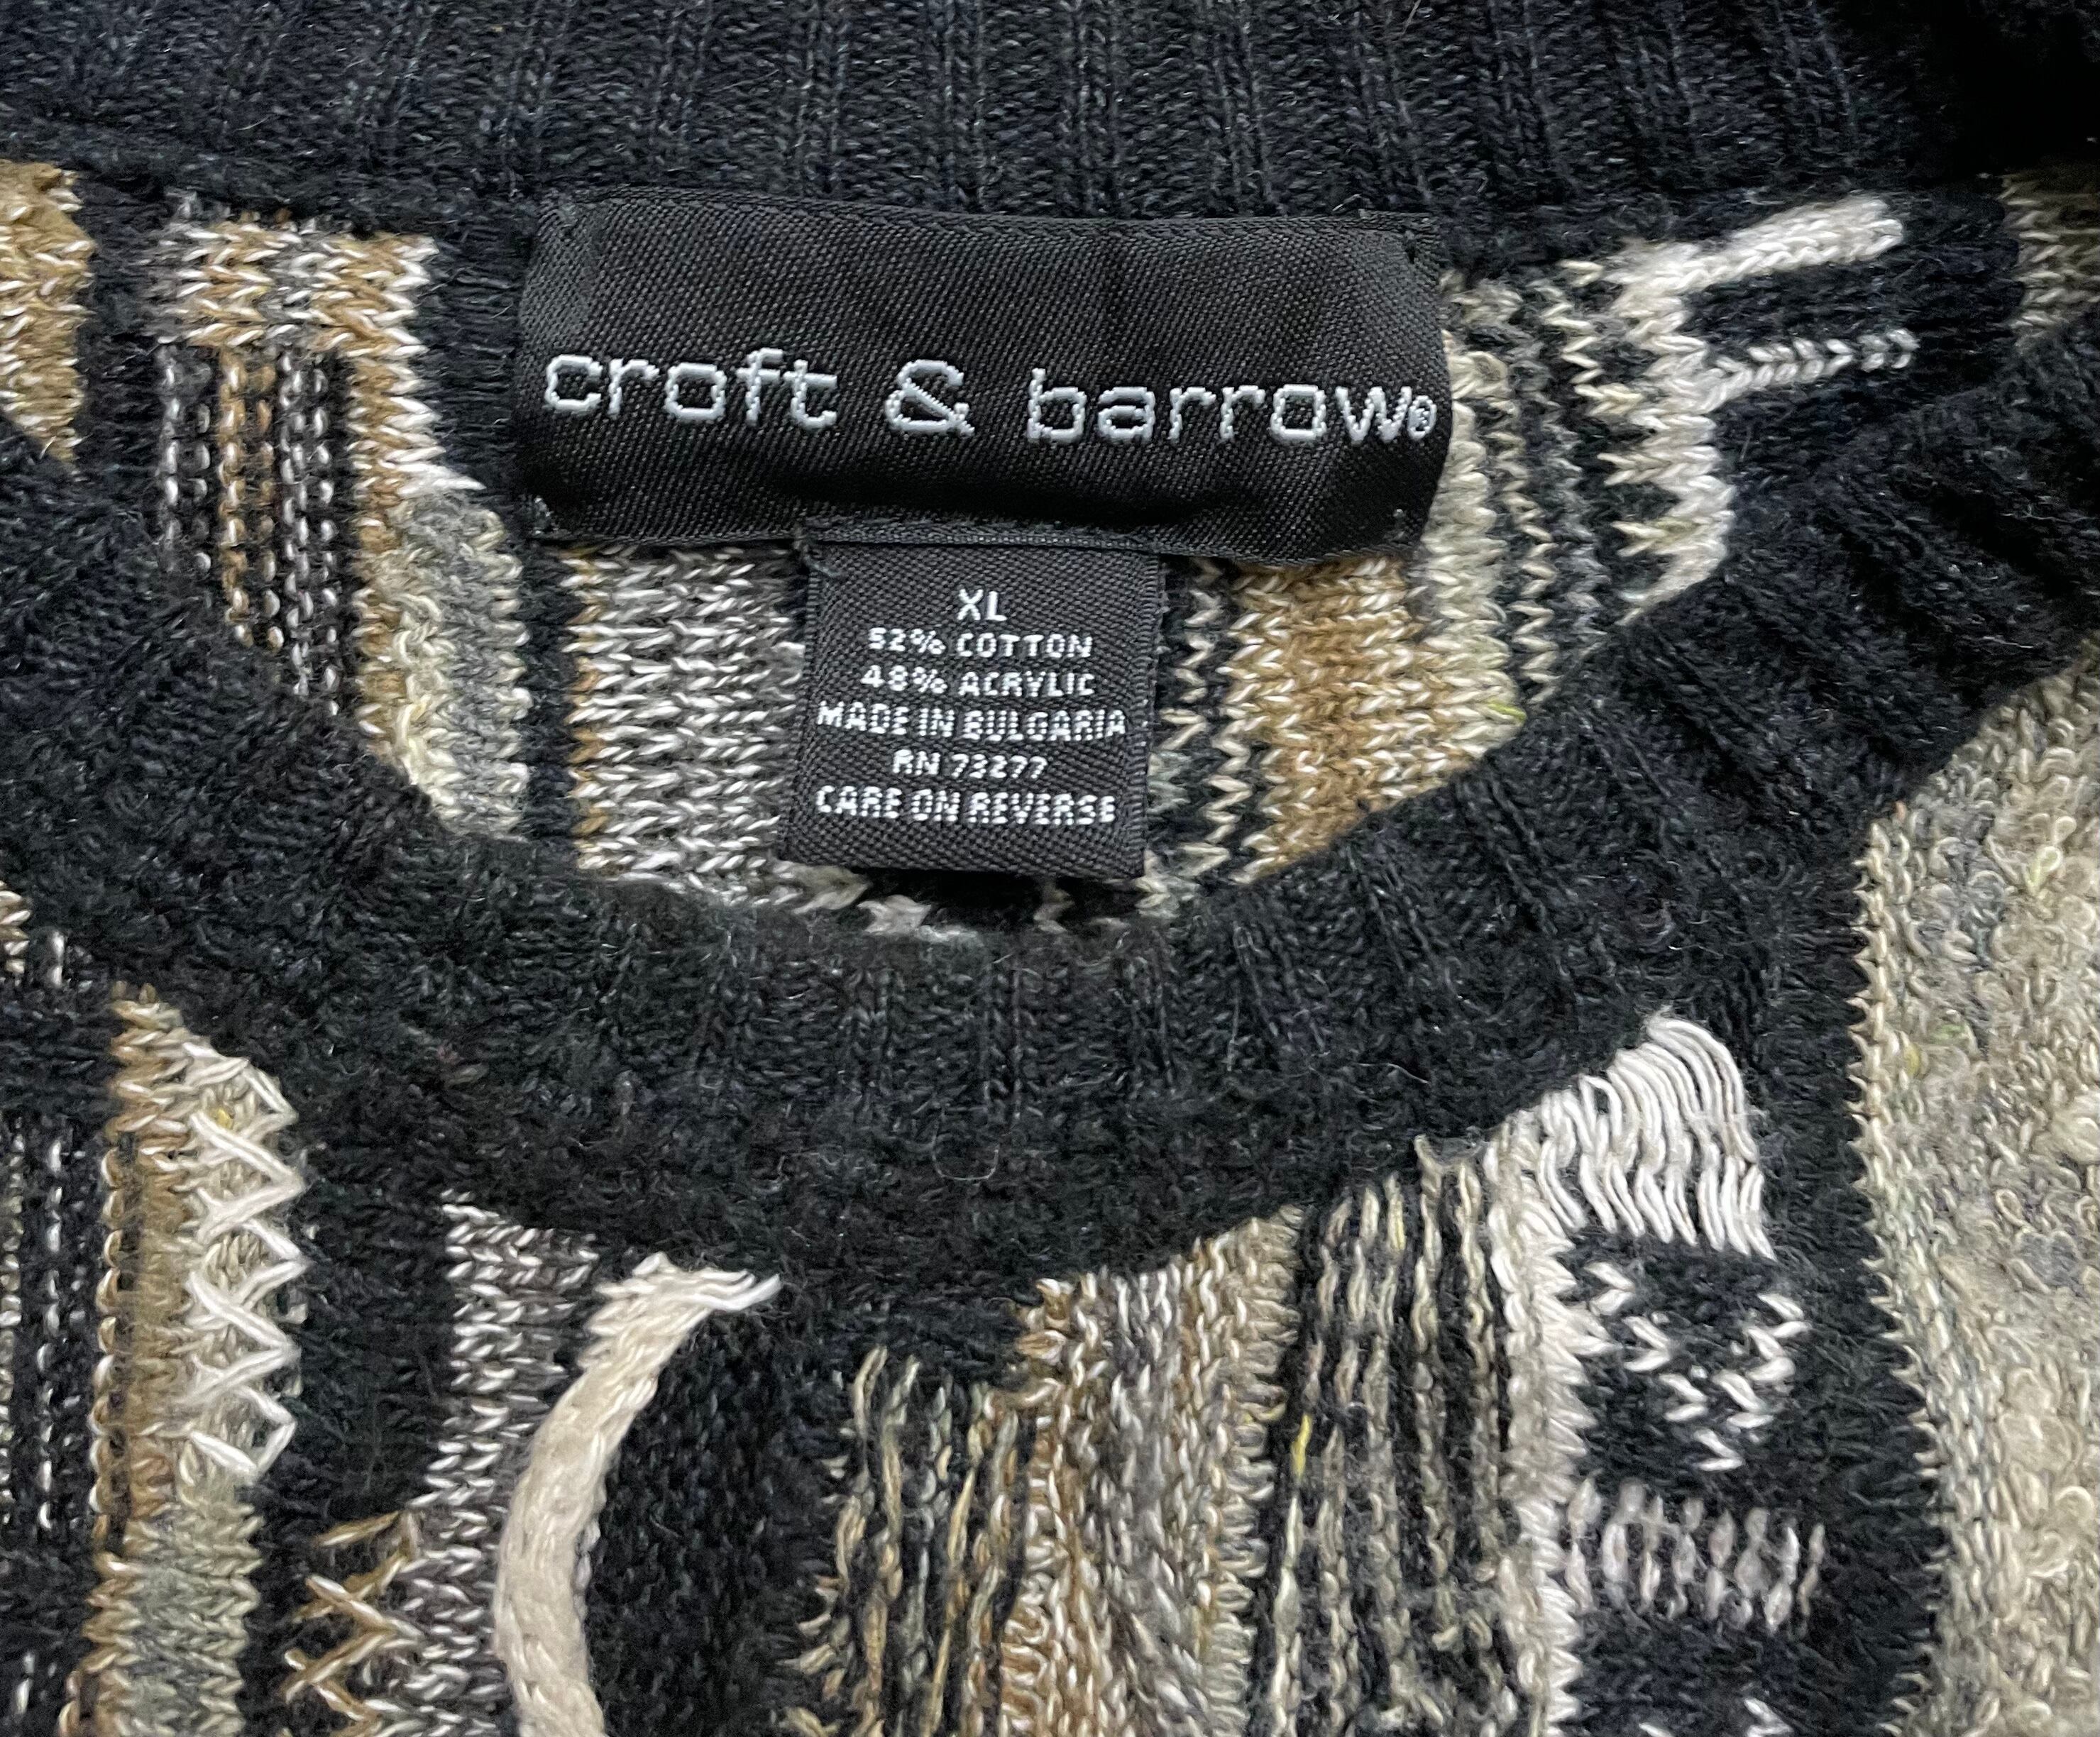 croft & barrow®
XL
52% COTTON
48% ACRYLIC
MADE IN BULGARIA
RN 73277
CARE ON REVERSE